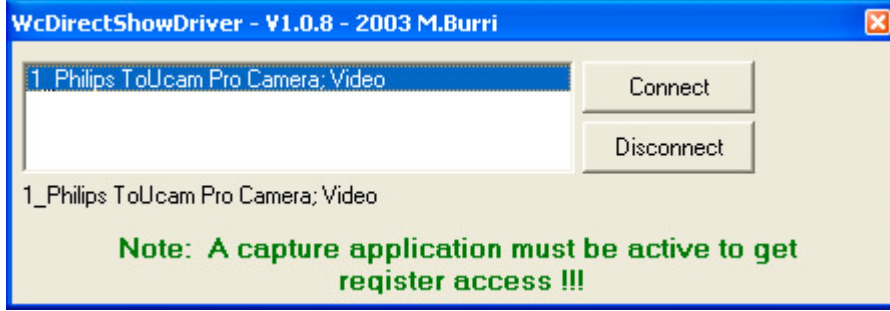 WcDirectShowDriver - V1.0.8 - 2003 M.Burri
1_Philips ToUcam Pro Camera; Video
Connect
Disconnect
1_Philips ToUcam Pro Camera; Video
Note: A capture application must be active to get
register access !!!